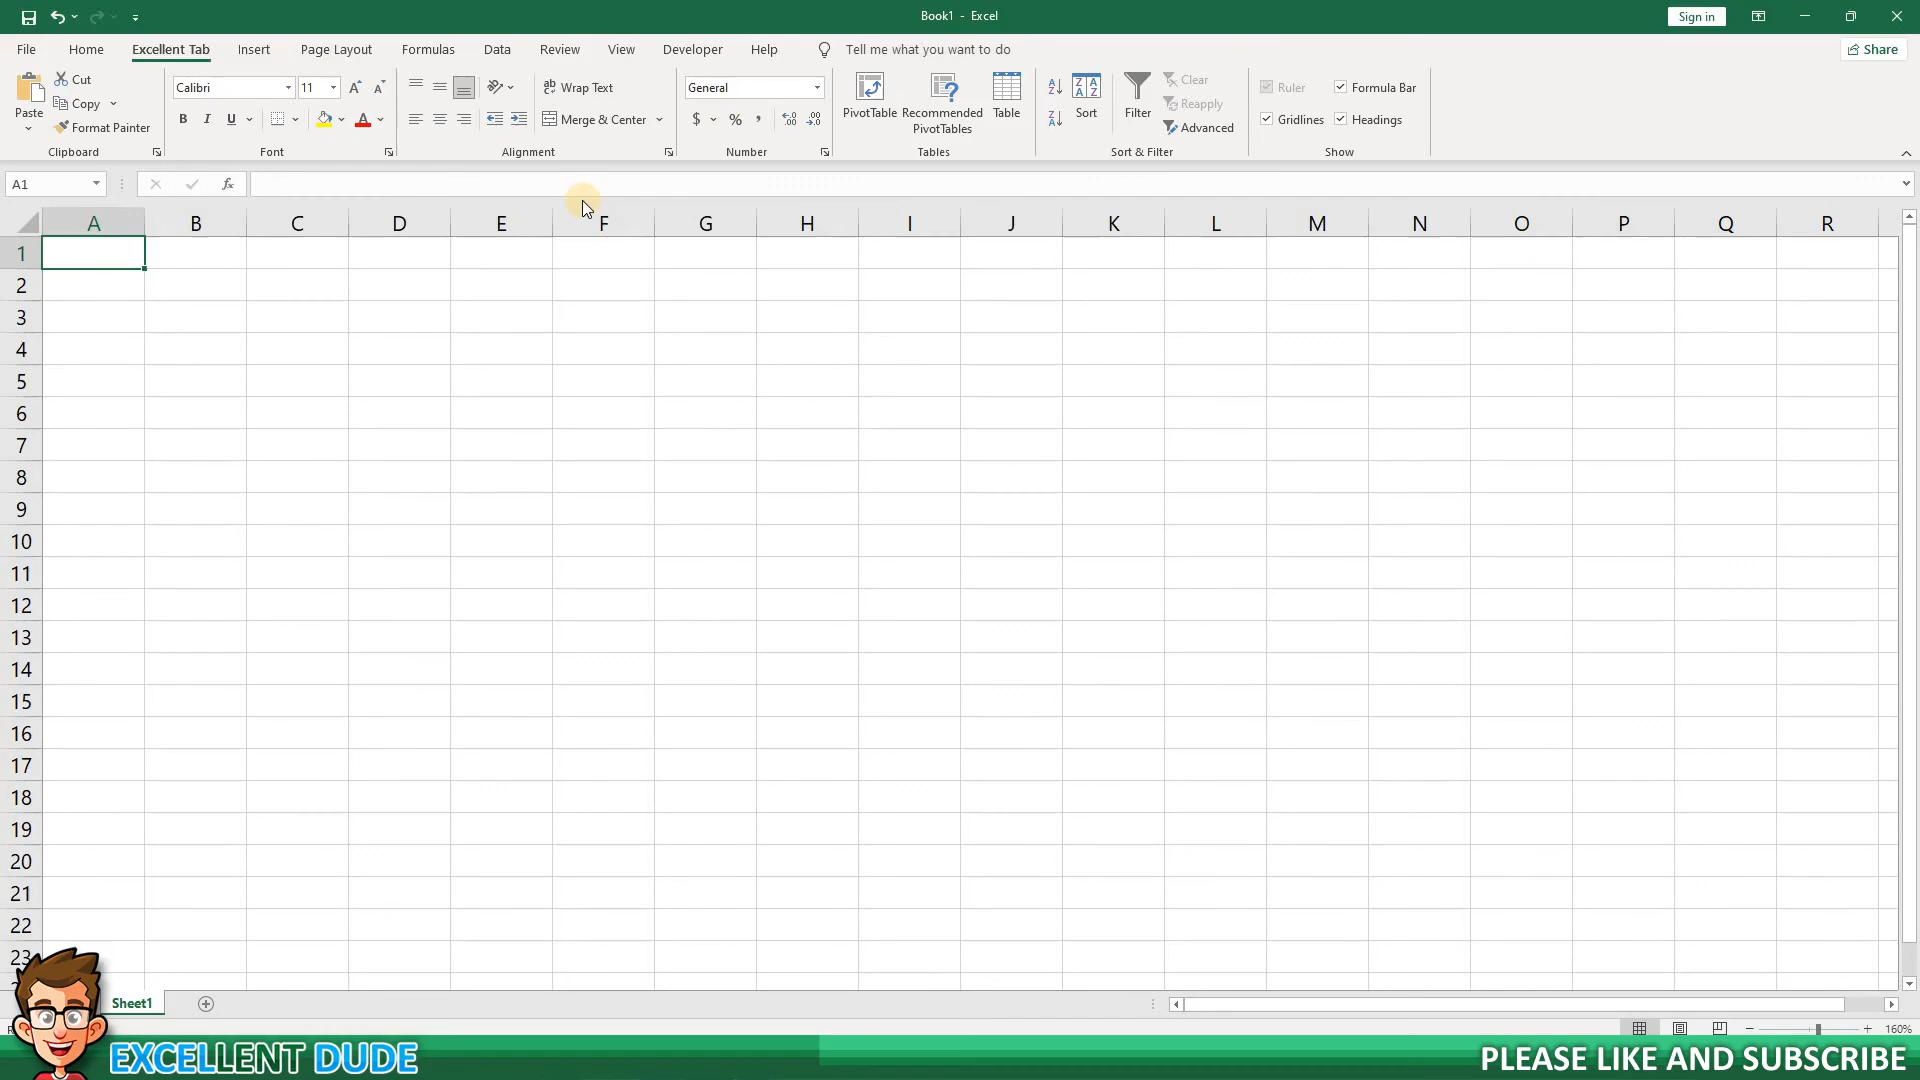 Book1 - Excel
Sign in
File Home Excellent Tab Insert Page Layout Formulas Data Review View Developer Help Tell me what you want to do Share
Paste
Cut
Copy
Format Painter
Clipboard
Calibri 11
B I U A
Font
Wrap Text
Merge & Center
Alignment
General
$ % ,
Number
PivotTable
Recommended
PivotTables
Table
Tables
Sort
Filter
Clear
Reapply
Advanced
Sort & Filter
Ruler
Formula Bar
Gridlines
Headings
Show
A1
fx
A B C D E F G H I J K L M N O P Q R
1
2
3
4
5
6
7
8
9
10
11
12
13
14
15
16
17
18
19
20
21
22
23
Sheet1
160%
EXCELLENT DUDE
PLEASE LIKE AND SUBSCRIBE